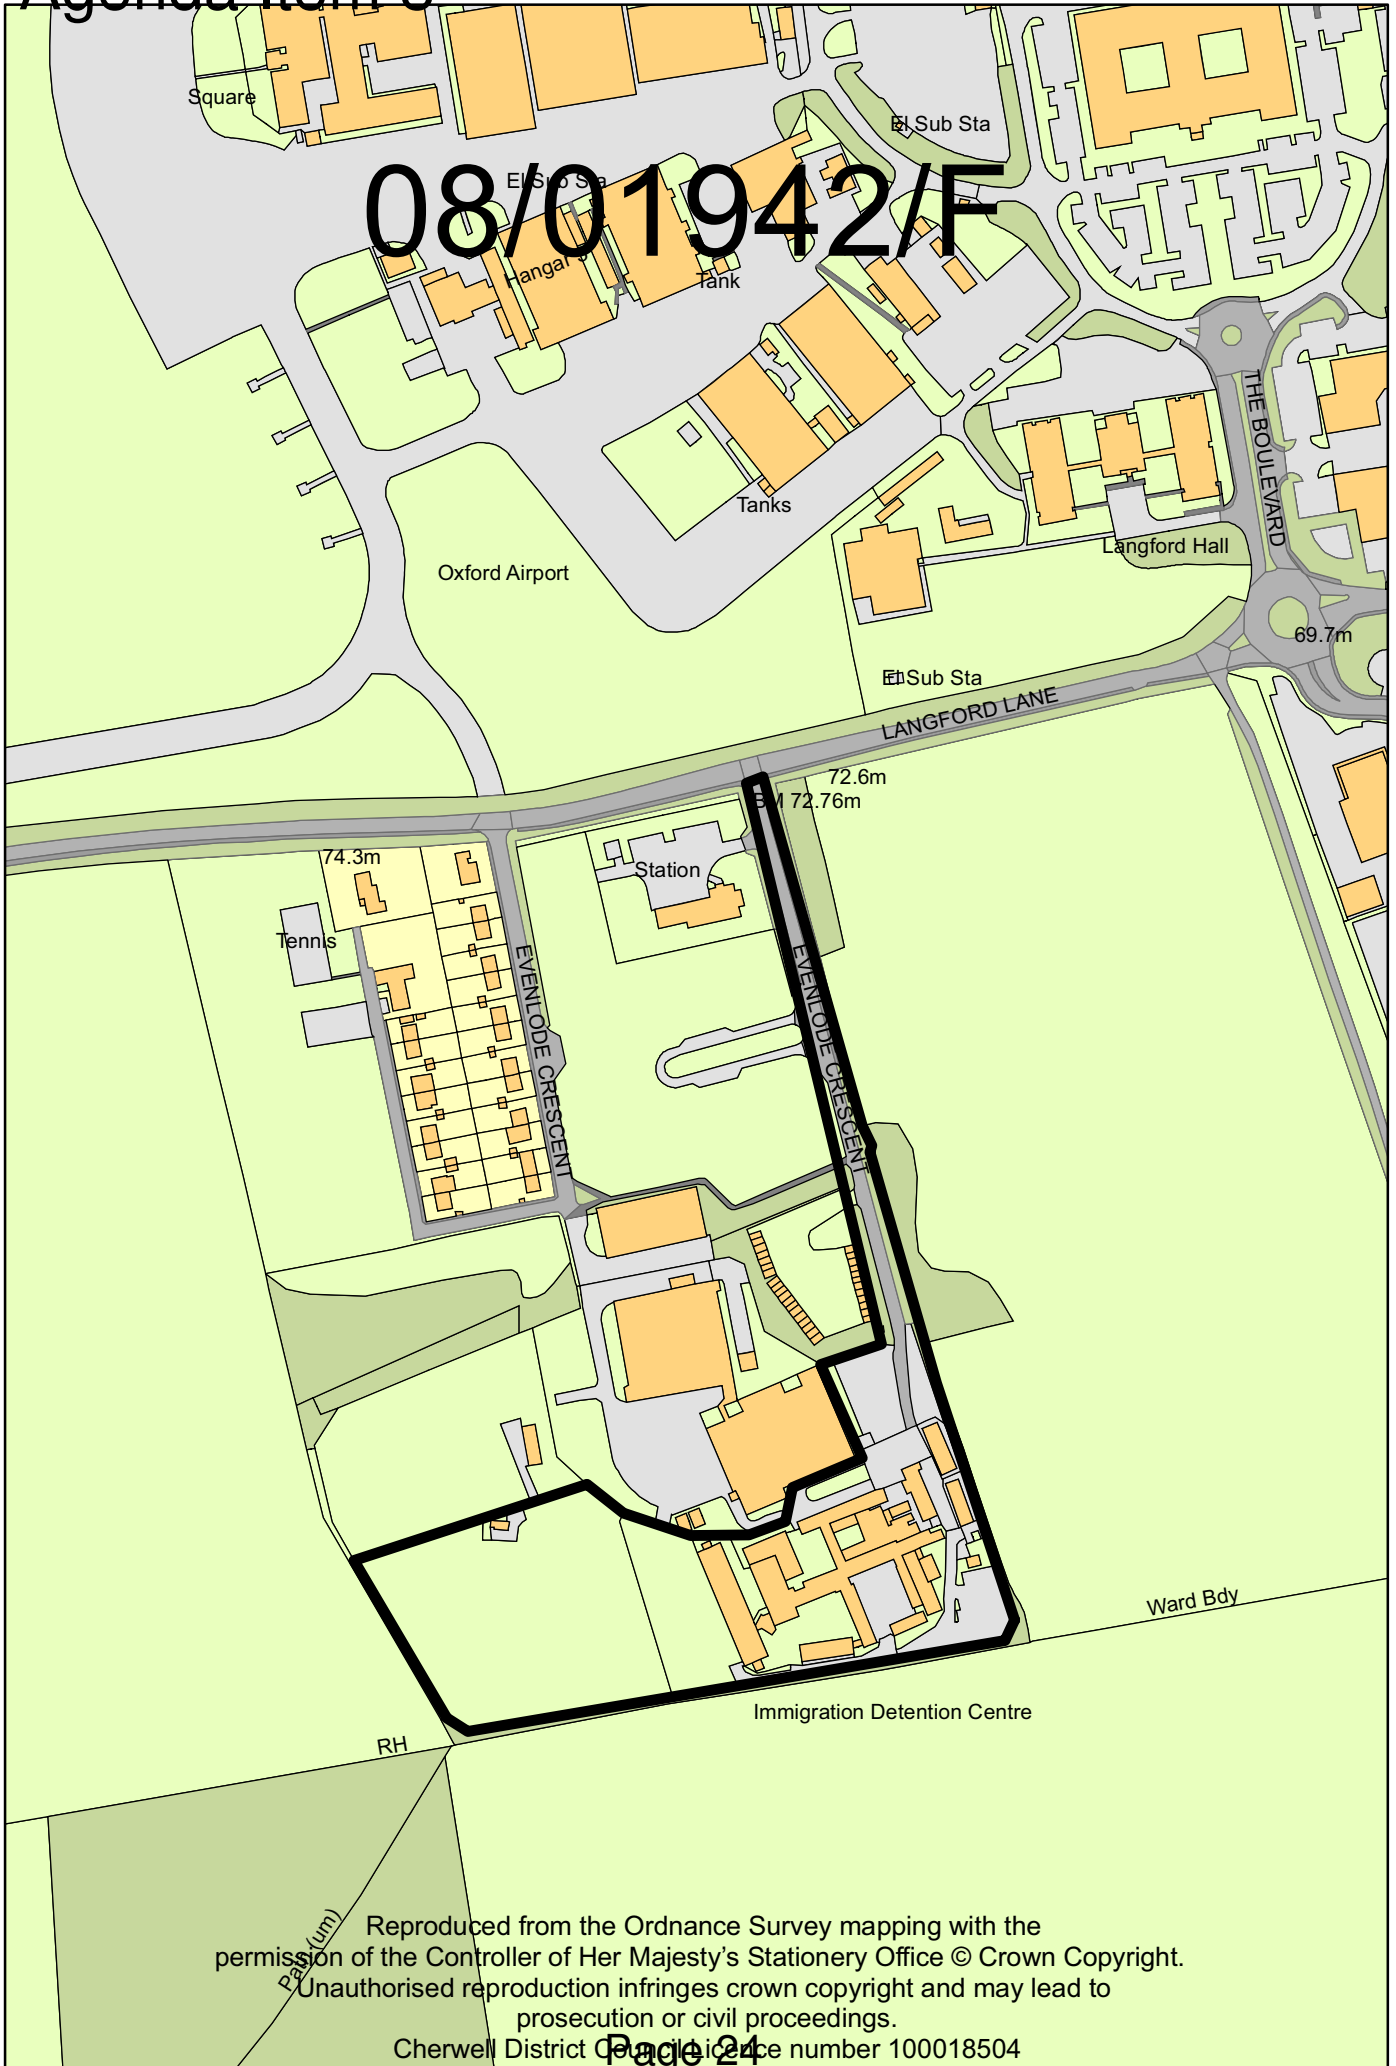 Square
El Sub Sta
El Sub Sta
08/01942/F
Hangar
Tank
THE BOULEVARD
Tanks
Langford Hall
Oxford Airport
69.7m
El Sub Sta
LANGFORD LANE
72.6m
BM 72.76m
74.3m
Station
Tennis
EVENLODE CRESCENT
EVENLODE CRESCENT
Ward Bdy
Immigration Detention Centre
RH
Path (um)
Reproduced from the Ordnance Survey mapping with the
permission of the Controller of Her Majesty's Stationery Office © Crown Copyright.
Unauthorised reproduction infringes crown copyright and may lead to
prosecution or civil proceedings.
Cherwell District Council Licence number 100018504
Page 24